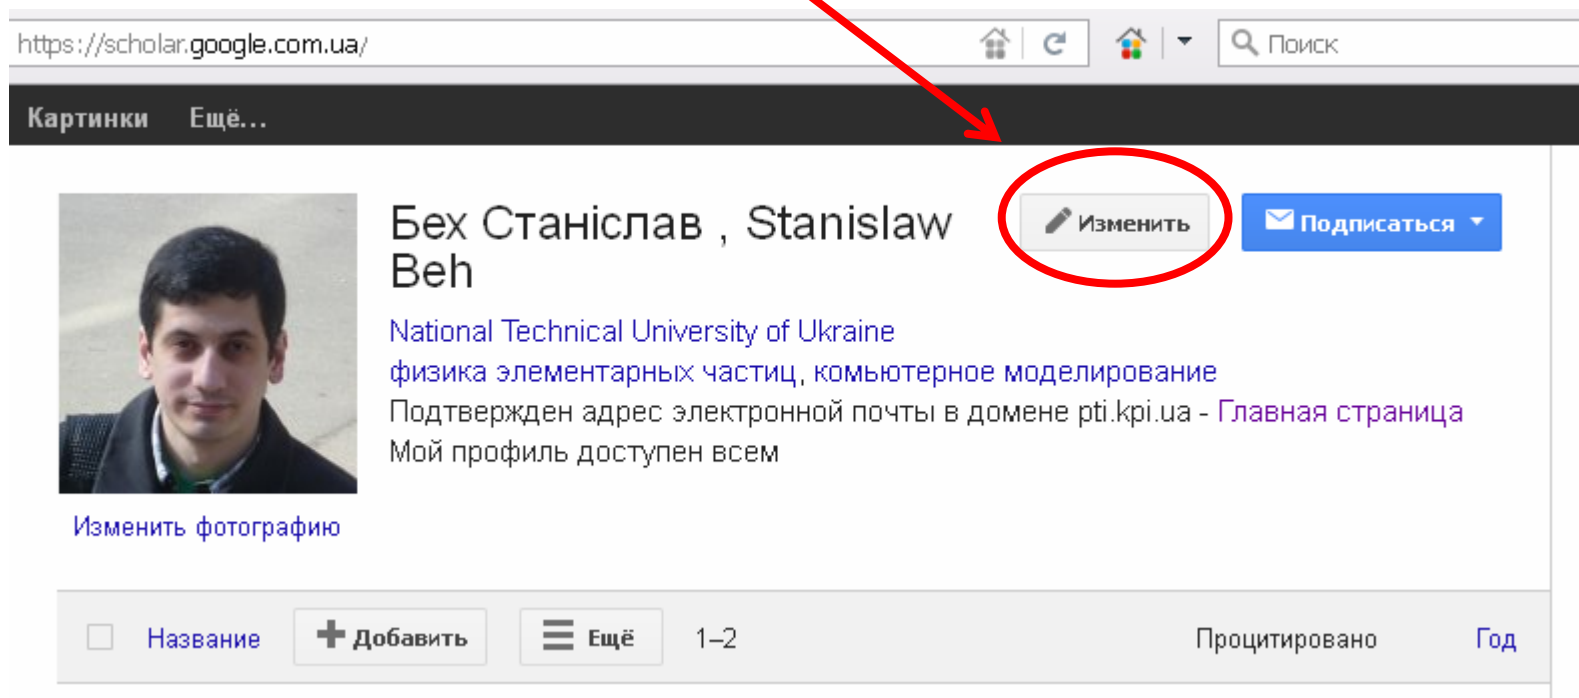 https://scholar.google.com.ua/
Поиск
Картинки Ещё...
Бех Станіслав , Stanislaw
Beh
Изменить
Подписаться
National Technical University of Ukraine
физика элементарных частиц, комьютерное моделирование
Подтвержден адрес электронной почты в домене pti.kpi.ua - Главная страница
Мой профиль доступен всем
Изменить фотографию
Название Добавить Ещё 1–2 Процитировано Год